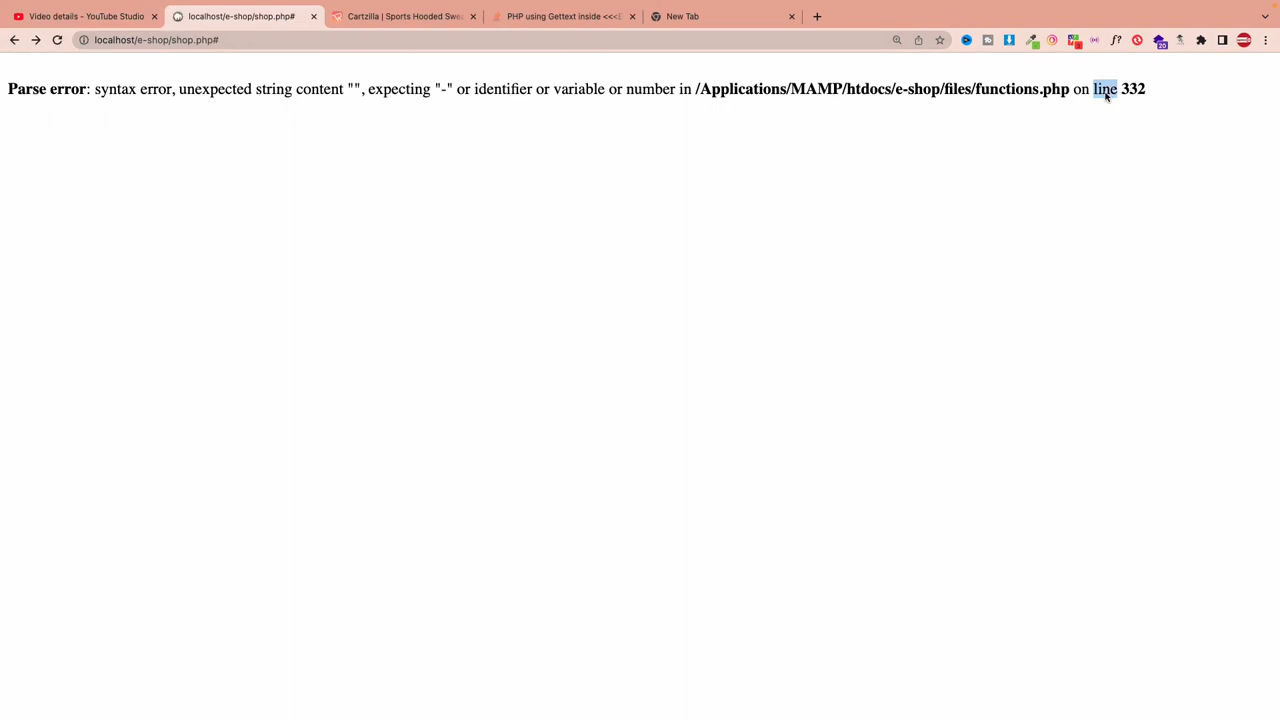 Video details - YouTube Studio
localhost/e-shop/shop.php#
Cartzilla | Sports Hooded Swe
PHP using Gettext inside <<<E
New Tab
localhost/e-shop/shop.php#
Parse error: syntax error, unexpected string content "", expecting "-" or identifier or variable or number in /Applications/MAMP/htdocs/e-shop/files/functions.php on line 332